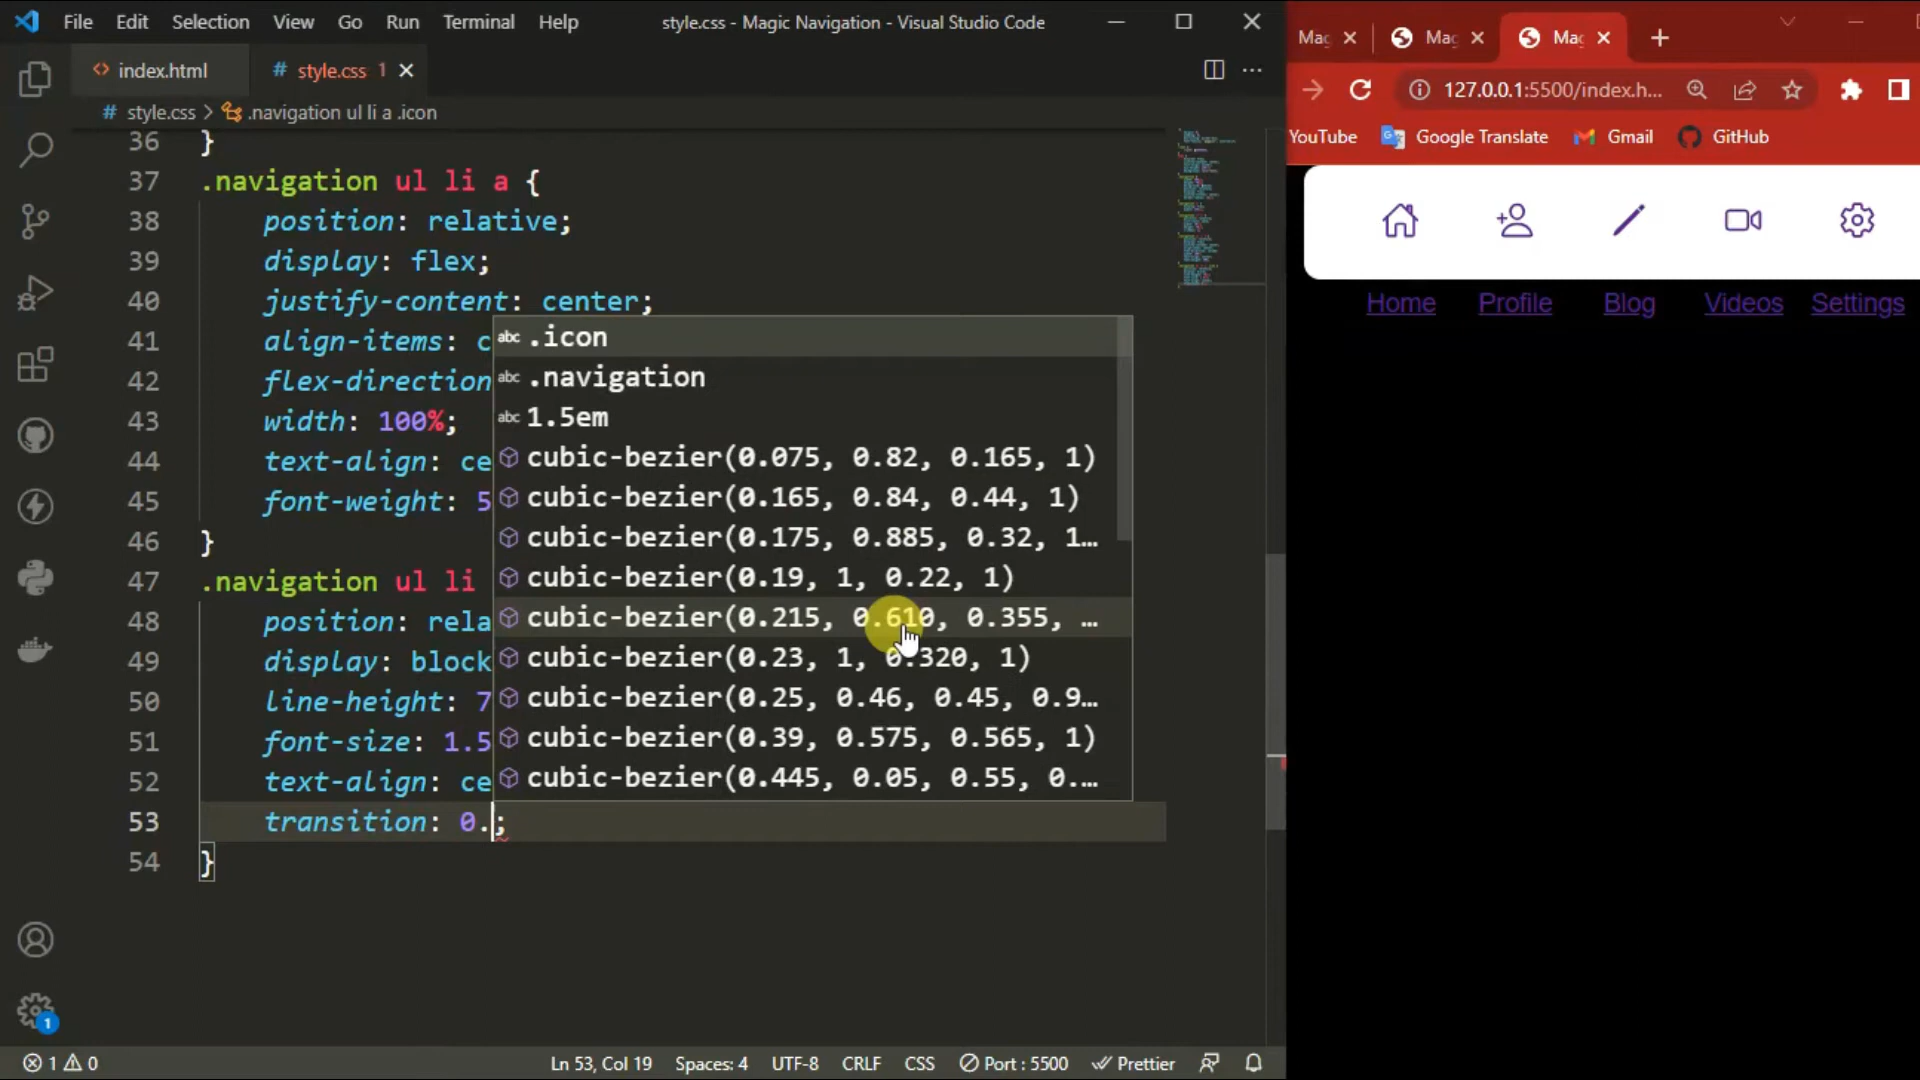 File Edit Selection View Go Run Terminal Help style.css - Magic Navigation - Visual Studio Code
index.html style.css 1
style.css > .navigation ul li a .icon
36 }
37 .navigation ul li a {
38 position: relative;
39 display: flex;
40 justify-content: center;
41 align-items: c
42 flex-direction
43 width: 100%;
44 text-align: ce
45 font-weight: 5
46 }
47 .navigation ul li
48 position: rela
49 display: block
50 line-height: 7
51 font-size: 1.5
52 text-align: ce
53 transition: 0.;
54 }
abc .icon
abc .navigation
abc 1.5em
cubic-bezier(0.075, 0.82, 0.165, 1)
cubic-bezier(0.165, 0.84, 0.44, 1)
cubic-bezier(0.175, 0.885, 0.32, 1…
cubic-bezier(0.19, 1, 0.22, 1)
cubic-bezier(0.215, 0.610, 0.355, …
cubic-bezier(0.23, 1, 0.320, 1)
cubic-bezier(0.25, 0.46, 0.45, 0.9…
cubic-bezier(0.39, 0.575, 0.565, 1)
cubic-bezier(0.445, 0.05, 0.55, 0.…
1
1 0 Ln 53, Col 19 Spaces: 4 UTF-8 CRLF CSS Port : 5500 Prettier
Mag Mag Mag
127.0.0.1:5500/index.h...
YouTube Google Translate Gmail GitHub
Home Profile Blog Videos Settings